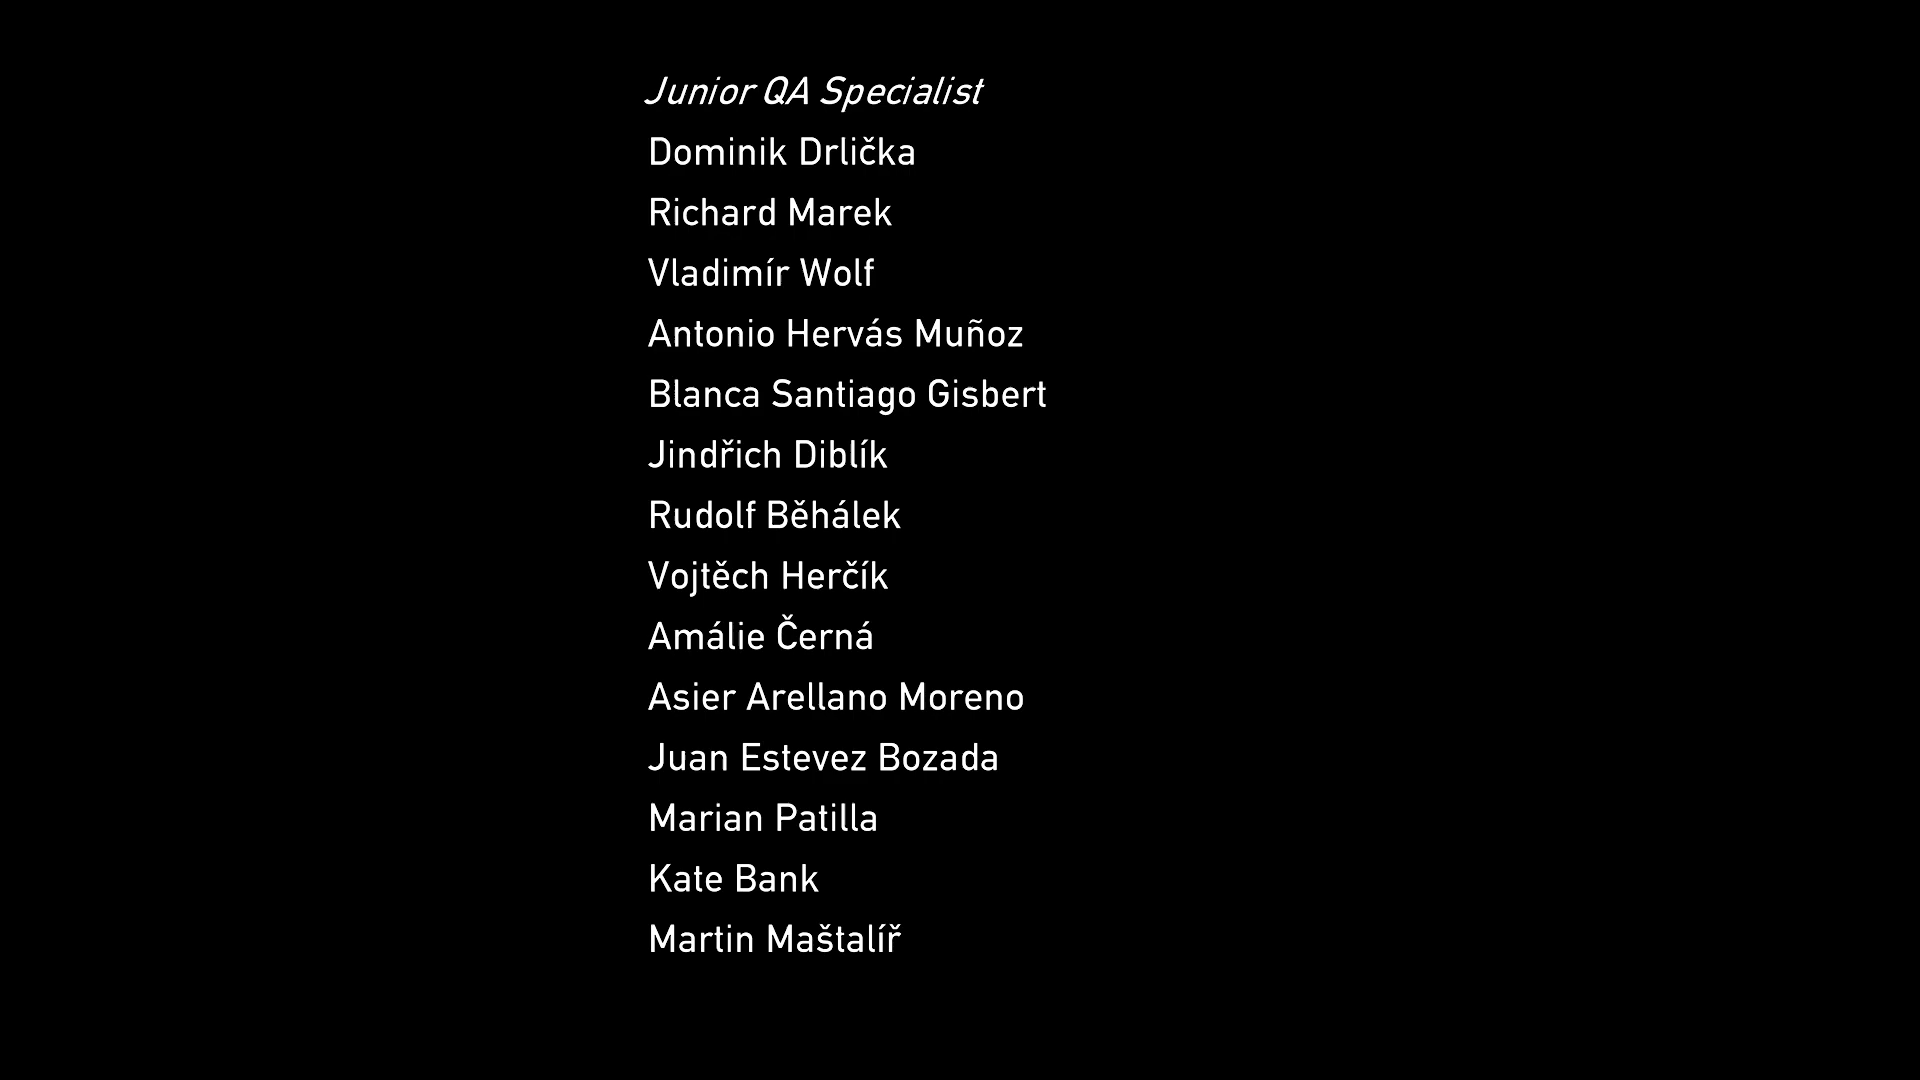 Junior QA Specialist
Dominik Drlička
Richard Marek
Vladimír Wolf
Antonio Hervás Muñoz
Blanca Santiago Gisbert
Jindřich Diblík
Rudolf Běhálek
Vojtěch Herčík
Amálie Černá
Asier Arellano Moreno
Juan Estevez Bozada
Marian Patilla
Kate Bank
Martin Maštalíř